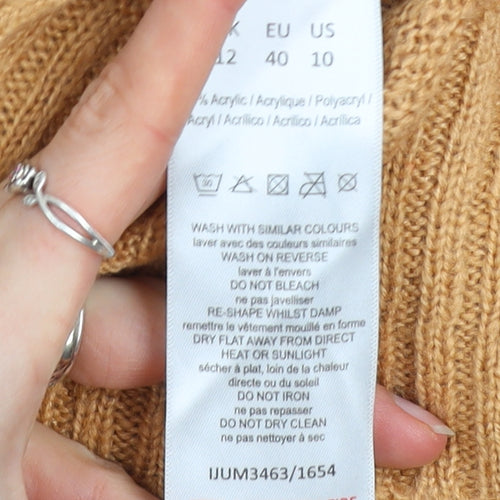 EU US
12 40 10
% Acrylic / Acrylique / Polyacryl /
Acryl / Acrílico / Acrilico / Acrílica
30
WASH WITH SIMILAR COLOURS
laver avec des couleurs similaires
WASH ON REVERSE
laver à l'envers
DO NOT BLEACH
ne pas javelliser
RE-SHAPE WHILST DAMP
remettre le vêtement mouillé en forme
DRY FLAT AWAY FROM DIRECT
HEAT OR SUNLIGHT
sécher à plat, loin de la chaleur
directe ou du soleil
DO NOT IRON
ne pas repasser
DO NOT DRY CLEAN
ne pas nettoyer à sec
IJUM3463/1654